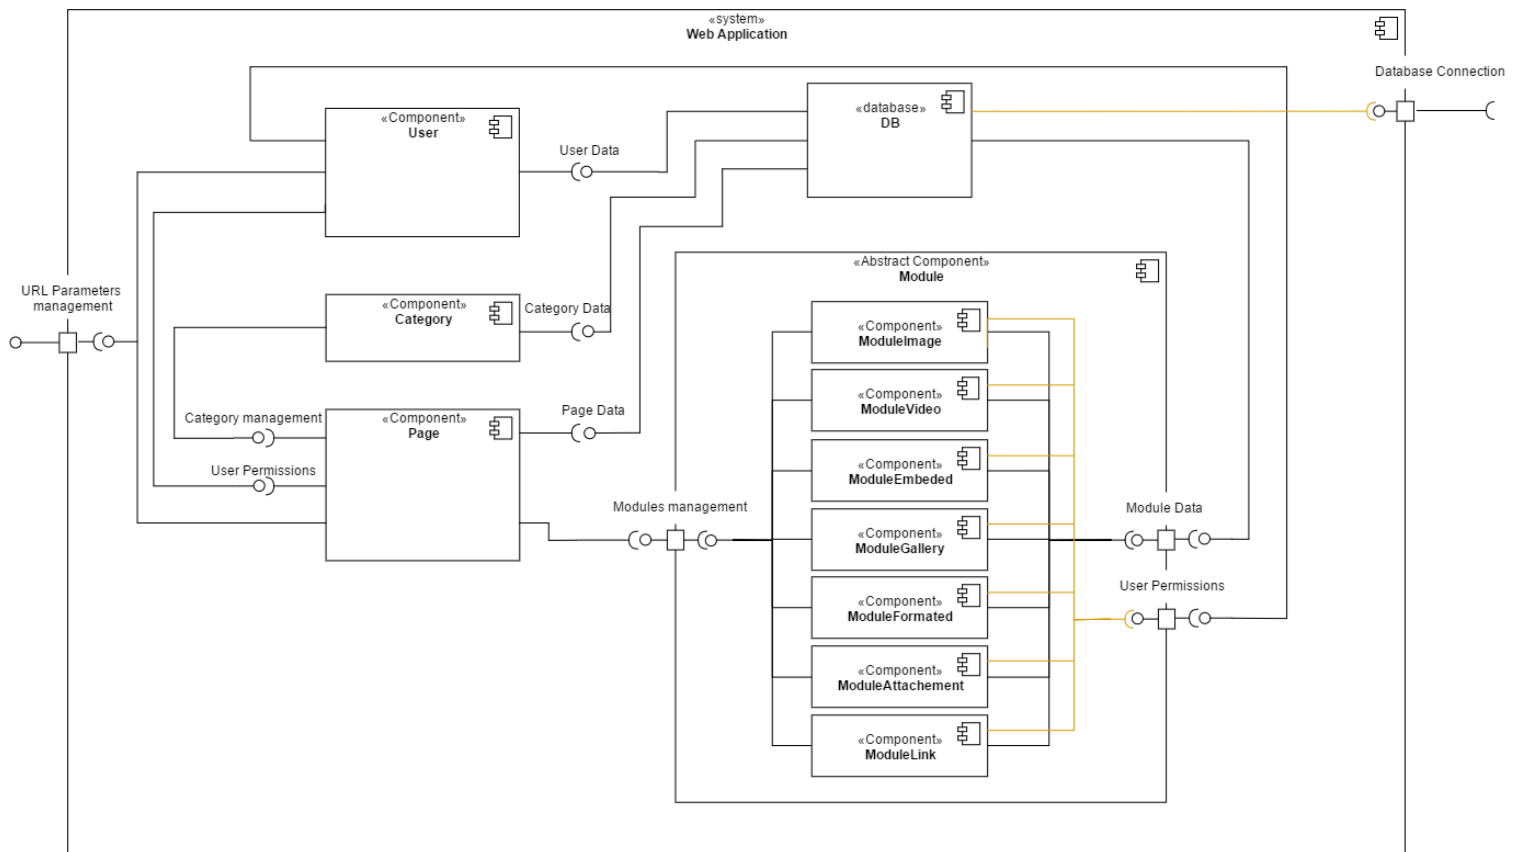 «system»
Web Application
Database Connection
«Component»
User
«database»
DB
User Data
«Abstract Component»
Module
URL Parameters
management
«Component»
Category
Category Data
«Component»
ModuleImage
«Component»
ModuleVideo
Category management
«Component»
Page
Page Data
User Permissions
«Component»
ModuleEmbeded
Modules management
Module Data
«Component»
ModuleGallery
User Permissions
«Component»
ModuleFormated
«Component»
ModuleAttachement
«Component»
ModuleLink